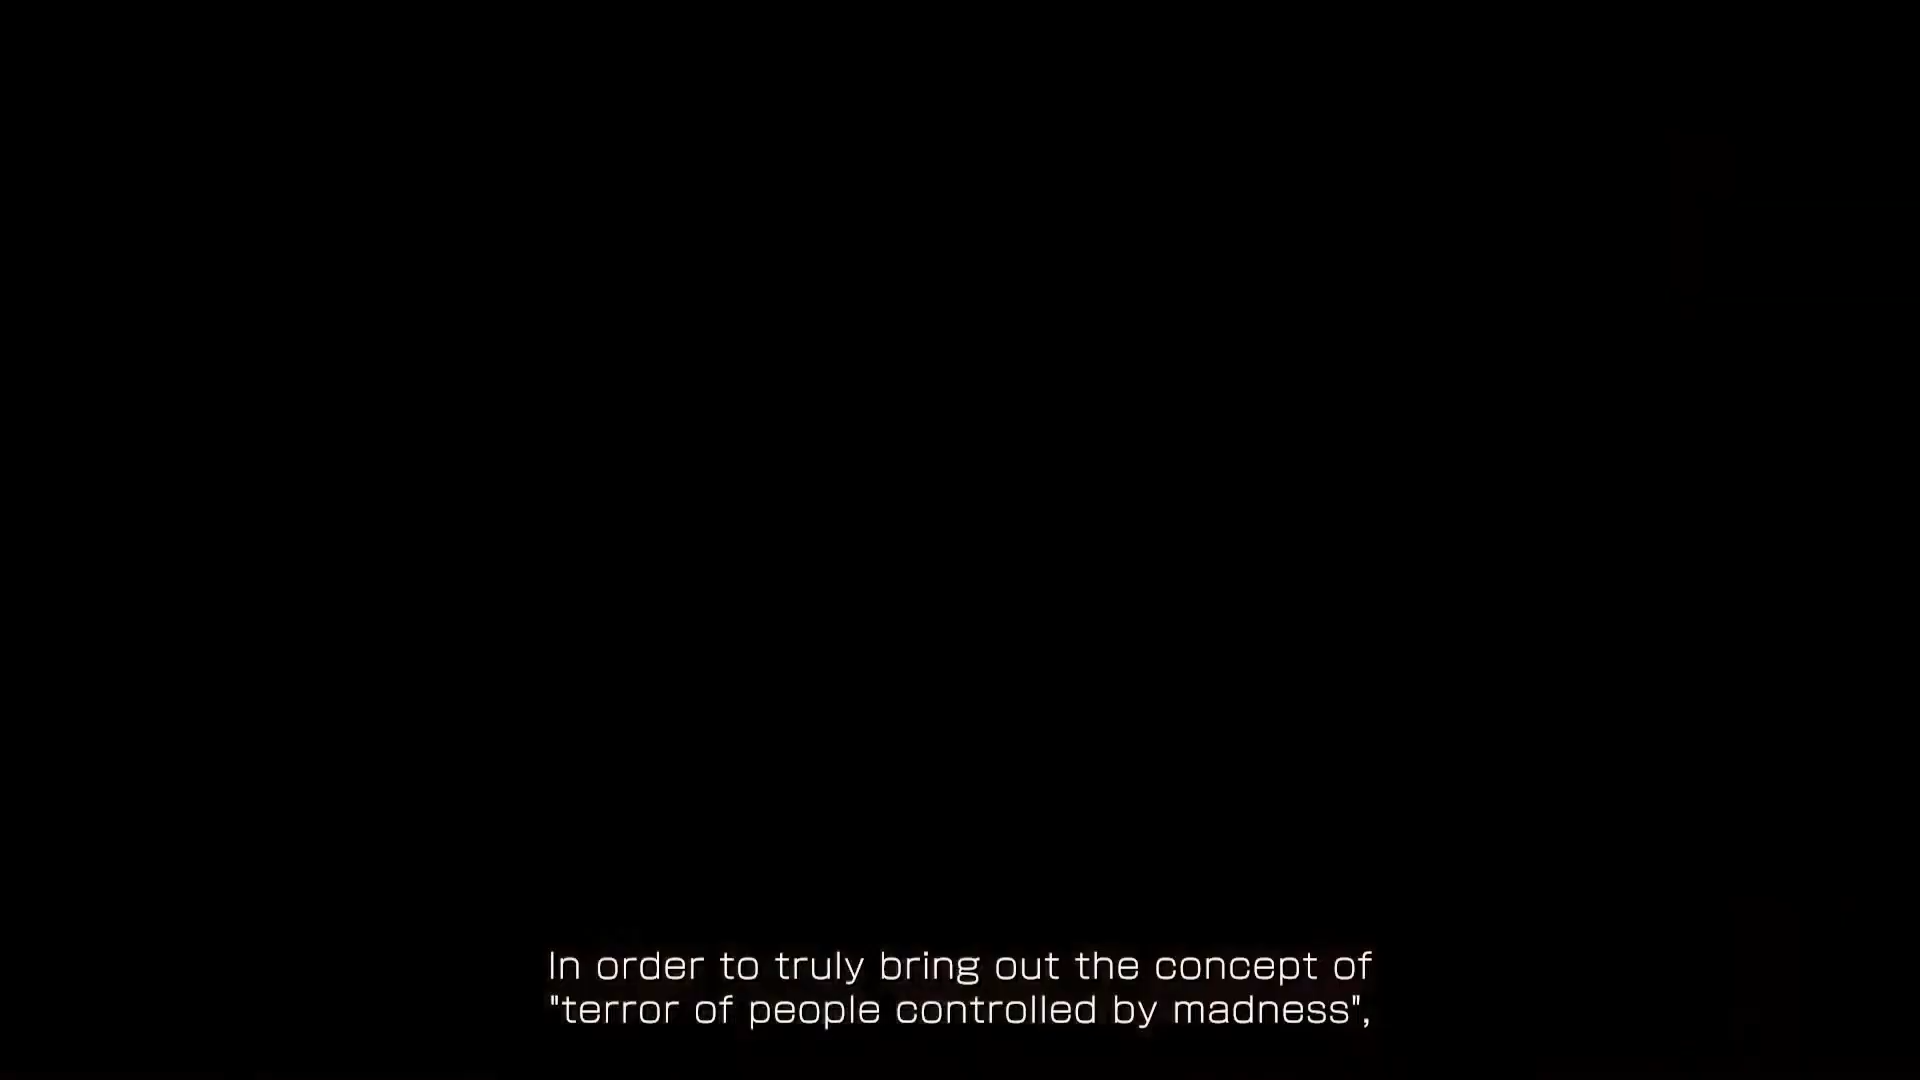 In order to truly bring out the concept of
"terror of people controlled by madness",